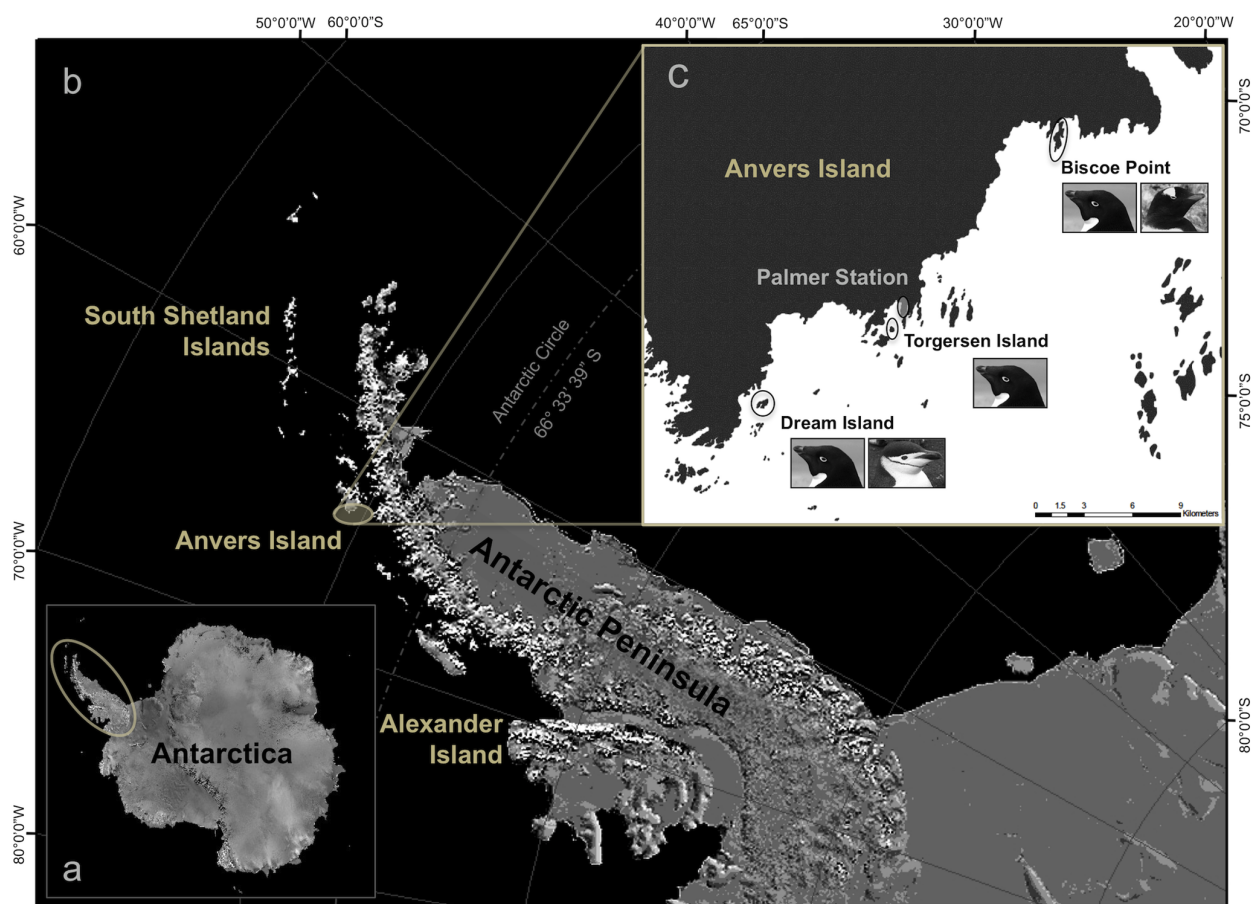 50°0'0"W 60°0'0"S 40°0'0"W 65°0'0"S 30°0'0"W 20°0'0"W
b
c
70°0'0"S
Anvers Island
Biscoe Point
60°0'0"W
Palmer Station
South Shetland
Islands
Antarctic Circle
66° 33' 39" S
Torgersen Island
75°0'0"S
Dream Island
0 1.5 3 6 9
Kilometers
Anvers Island
70°0'0"W
Antarctic Peninsula
Alexander
Island
80°0'0"S
Antarctica
80°0'0"W
a